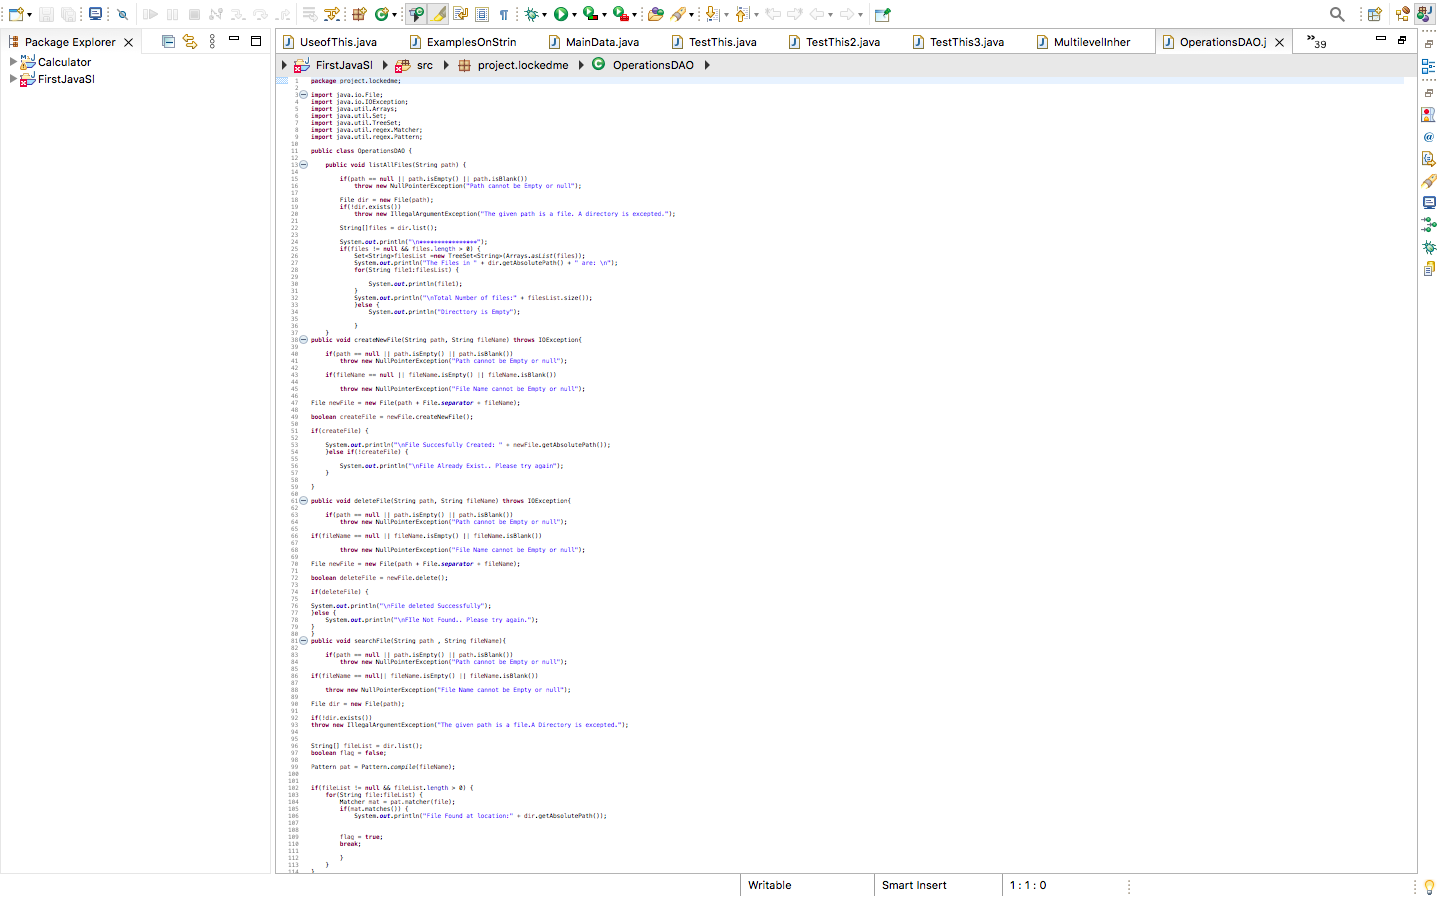 Package Explorer
Calculator
FirstJavaSI
UseofThis.java
ExamplesOnStrin
MainData.java
TestThis.java
TestThis2.java
TestThis3.java
MultilevelInher
OperationsDAO.j
»39
FirstJavaSI
src
project.lockedme
OperationsDAO
1 package project.lockedme;
2
3 import java.io.File;
4 import java.io.IOException;
5 import java.util.Arrays;
6 import java.util.Set;
7 import java.util.TreeSet;
8 import java.util.regex.Matcher;
9 import java.util.regex.Pattern;
10
11 public class OperationsDAO {
12
13 public void listAllFiles(String path) {
14
15 if(path == null || path.isEmpty() || path.isBlank())
16 throw new NullPointerException("Path cannot be Empty or null");
17
18 File dir = new File(path);
19 if(!dir.exists())
20 throw new IllegalArgumentException("The given path is a file. A directory is excepted.");
21
22 String[]files = dir.list();
23
24 System.out.println("\n****************");
25 if(files != null && files.length > 0) {
26 Set<String>filesList =new TreeSet<String>(Arrays.asList(files));
27 System.out.println("The Files in " + dir.getAbsolutePath() + " are: \n");
28 for(String file1:filesList) {
29
30 System.out.println(file1);
31 }
32 System.out.println("\nTotal Number of files:" + filesList.size());
33 }else {
34 System.out.println("Directtory is Empty");
35
36 }
37 }
38 public void createNewFile(String path, String fileName) throws IOException{
39
40 if(path == null || path.isEmpty() || path.isBlank())
41 throw new NullPointerException("Path cannot be Empty or null");
42
43 if(fileName == null || fileName.isEmpty() || fileName.isBlank())
44
45 throw new NullPointerException("File Name cannot be Empty or null");
46
47 File newFile = new File(path + File.separator + fileName);
48
49 boolean createFile = newFile.createNewFile();
50
51 if(createFile) {
52
53 System.out.println("\nFile Succesfully Created: " + newFile.getAbsolutePath());
54 }else if(!createFile) {
55
56 System.out.println("\nFile Already Exist.. Please try again");
57 }
58
59 }
60
61 public void deleteFile(String path, String fileName) throws IOException{
62
63 if(path == null || path.isEmpty() || path.isBlank())
64 throw new NullPointerException("Path cannot be Empty or null");
65
66 if(fileName == null || fileName.isEmpty() || fileName.isBlank())
67
68 throw new NullPointerException("File Name cannot be Empty or null");
69
70 File newFile = new File(path + File.separator + fileName);
71
72 boolean deleteFile = newFile.delete();
73
74 if(deleteFile) {
75
76 System.out.println("\nFile deleted Successfully");
77 }else {
78 System.out.println("\nFIle Not Found.. Please try again.");
79 }
80 }
81 public void searchFile(String path , String fileName){
82
83 if(path == null || path.isEmpty() || path.isBlank())
84 throw new NullPointerException("Path cannot be Empty or null");
85
86 if(fileName == null|| fileName.isEmpty() || fileName.isBlank())
87
88 throw new NullPointerException("File Name cannot be Empty or null");
89
90 File dir = new File(path);
91
92 if(!dir.exists())
93 throw new IllegalArgumentException("The given path is a file.A Directory is excepted.");
94
95
96 String[] fileList = dir.list();
97 boolean flag = false;
98
99 Pattern pat = Pattern.compile(fileName);
100
101
102 if(fileList != null && fileList.length > 0) {
103 for(String file:fileList) {
104 Matcher mat = pat.matcher(file);
105 if(mat.matches()) {
106 System.out.println("File Found at location:" + dir.getAbsolutePath());
107
108
109 flag = true;
110 break;
111
112 }
113 }
114 }
Writable
Smart Insert
1 : 1 : 0